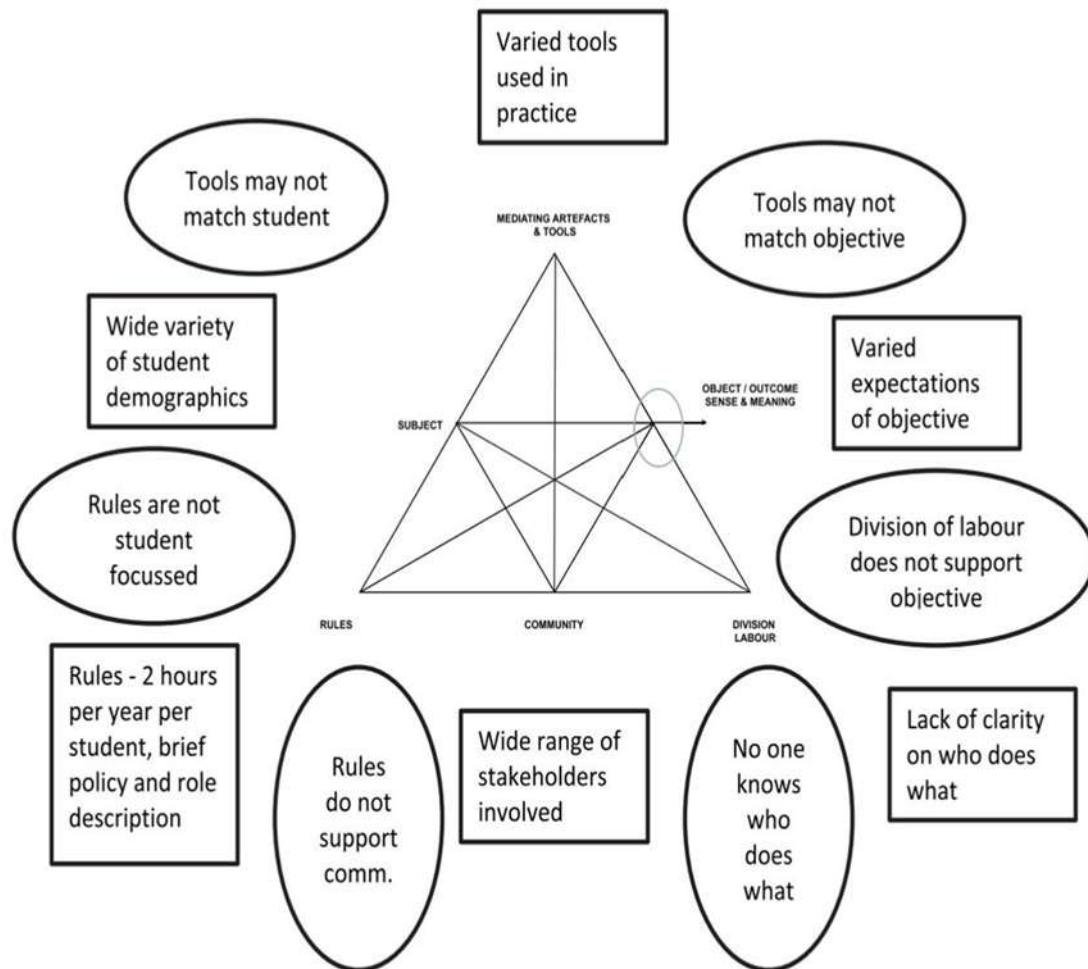 Varied tools
used in
practice
Tools may not
match student
Tools may not
match objective
MEDIATING ARTEFACTS
& TOOLS
Wide variety
of student
demographics
Varied
expectations
of objective
OBJECT / OUTCOME
SENSE & MEANING
SUBJECT
Rules are not
student
focussed
Division of labour
does not support
objective
RULES
COMMUNITY
DIVISION
LABOUR
Rules - 2 hours
per year per
student, brief
policy and role
description
Rules
do not
support
comm.
Wide range of
stakeholders
involved
No one
knows
who
does
what
Lack of clarity
on who does
what